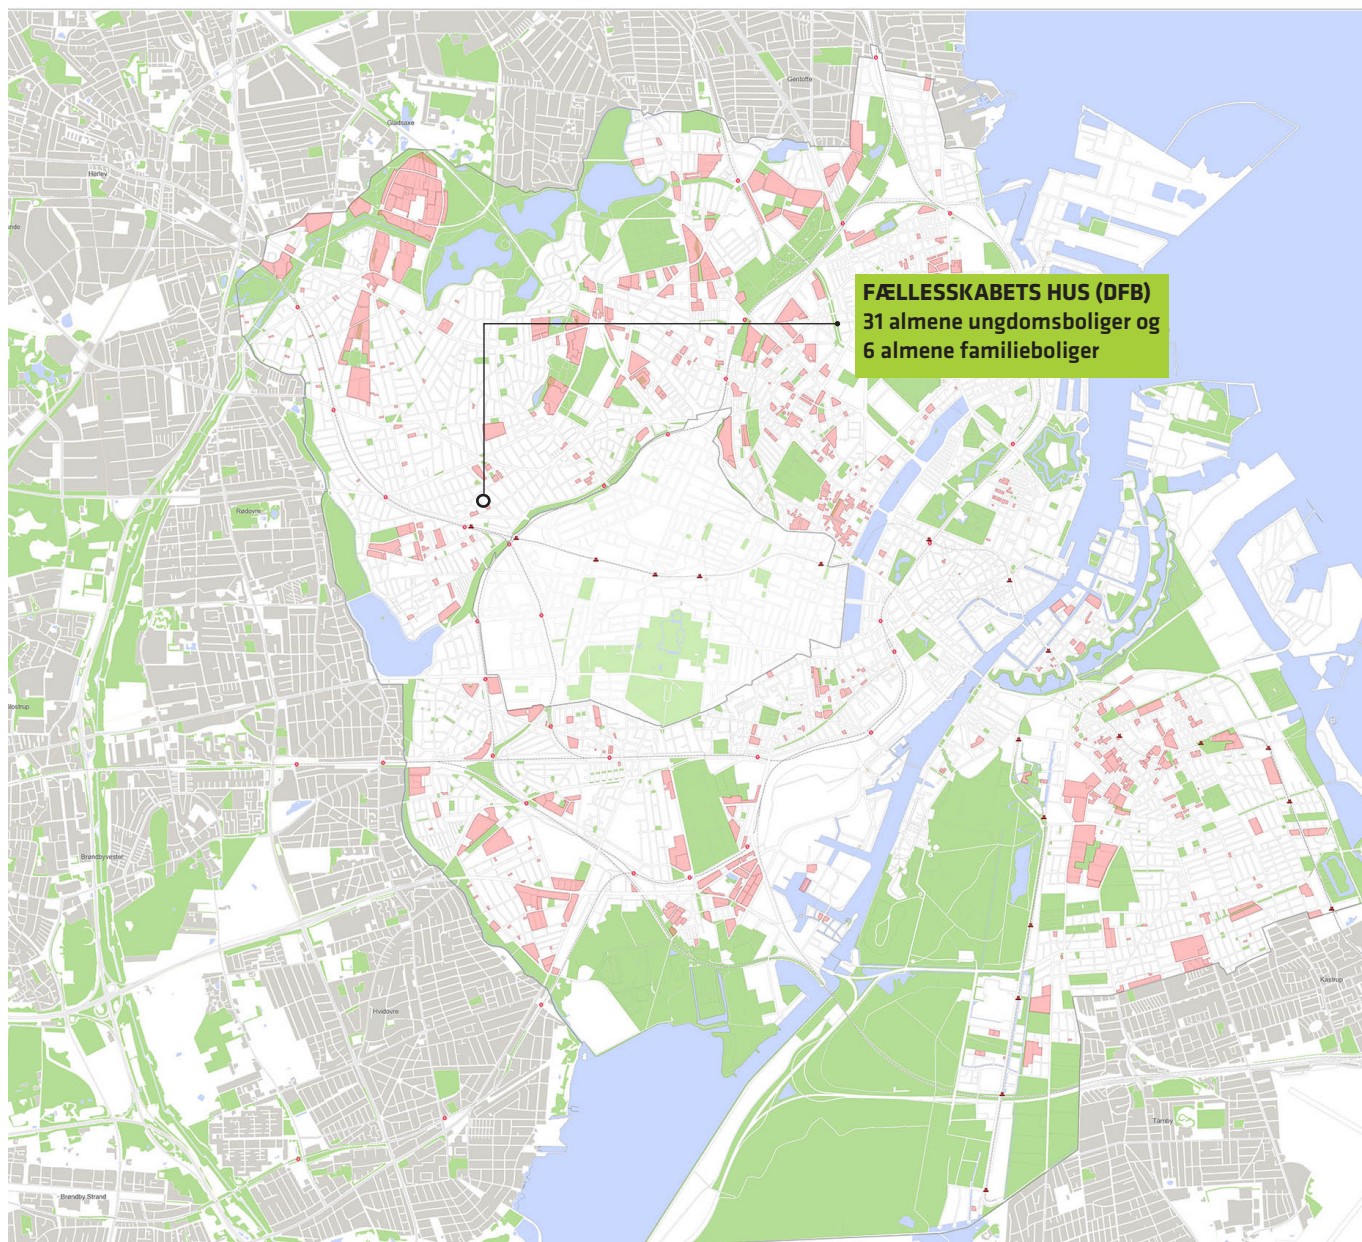 Gentofte
Gladsaxe
Herlev
FÆLLESSKABETS HUS (DFB)
31 almene ungdomsboliger og
6 almene familieboliger
Rødovre
Brøndbyvester
Kastrup
Hvidovre
Tårnby
Brøndby Strand